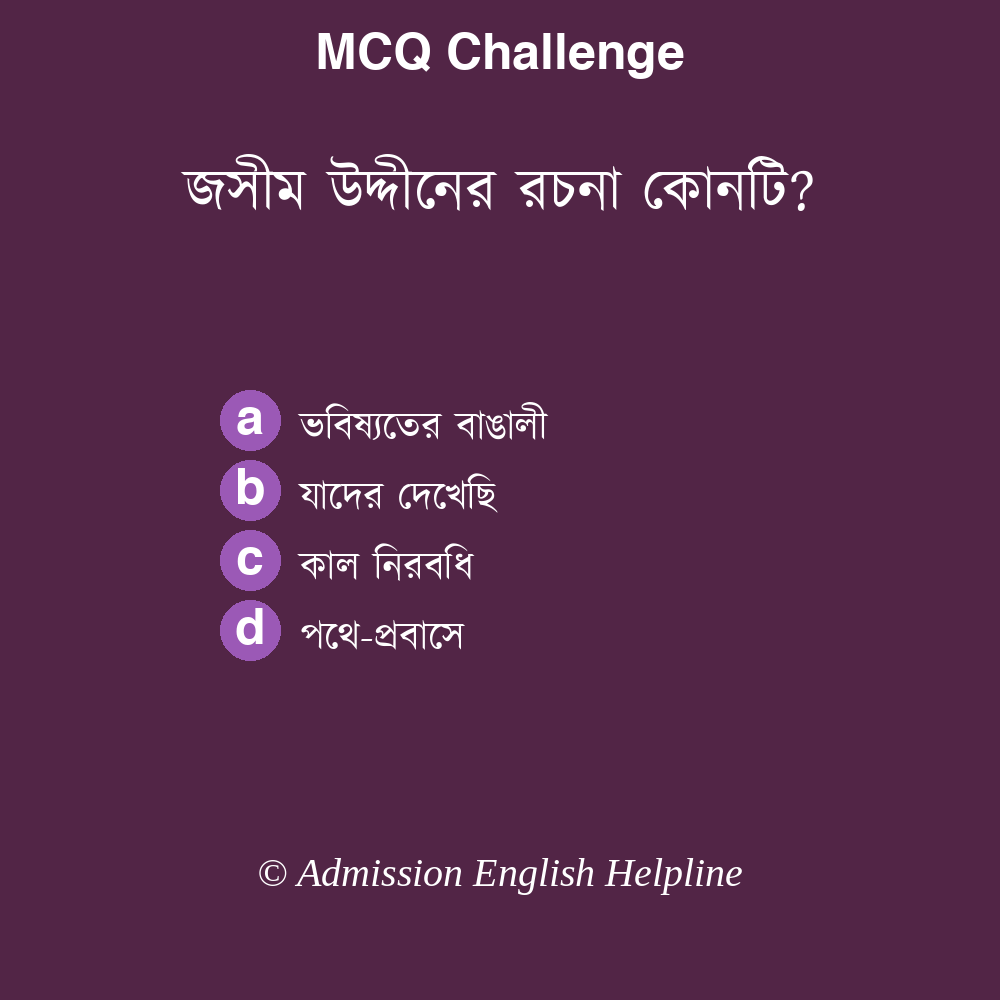 MCQ Challenge
জসীম উদ্দীনের রচনা কোনটি?
a ভবিষ্যতের বাঙালী
b যাদের দেখেছি
c কাল নিরবধি
d পথে-প্রবাসে
© Admission English Helpline